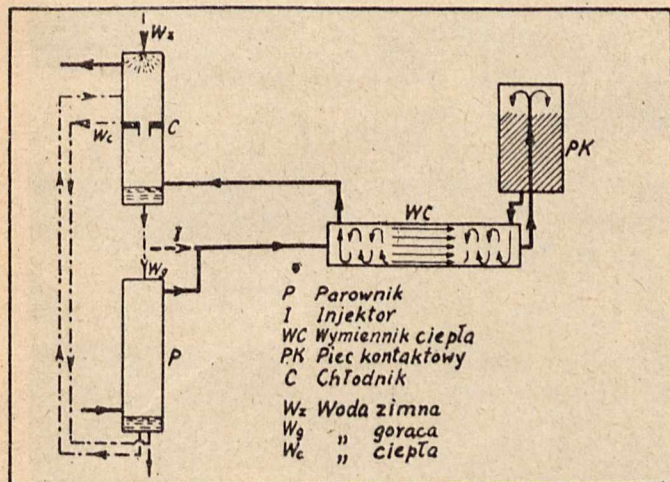 Wz
C
Wc
PK
WC
I
Wg
P
P Parownik
I Injektor
WC Wymiennik ciepła
PK Piec kontaktowy
C Chłodnik
Wz Woda zimna
Wg „ gorąca
Wc „ ciepła